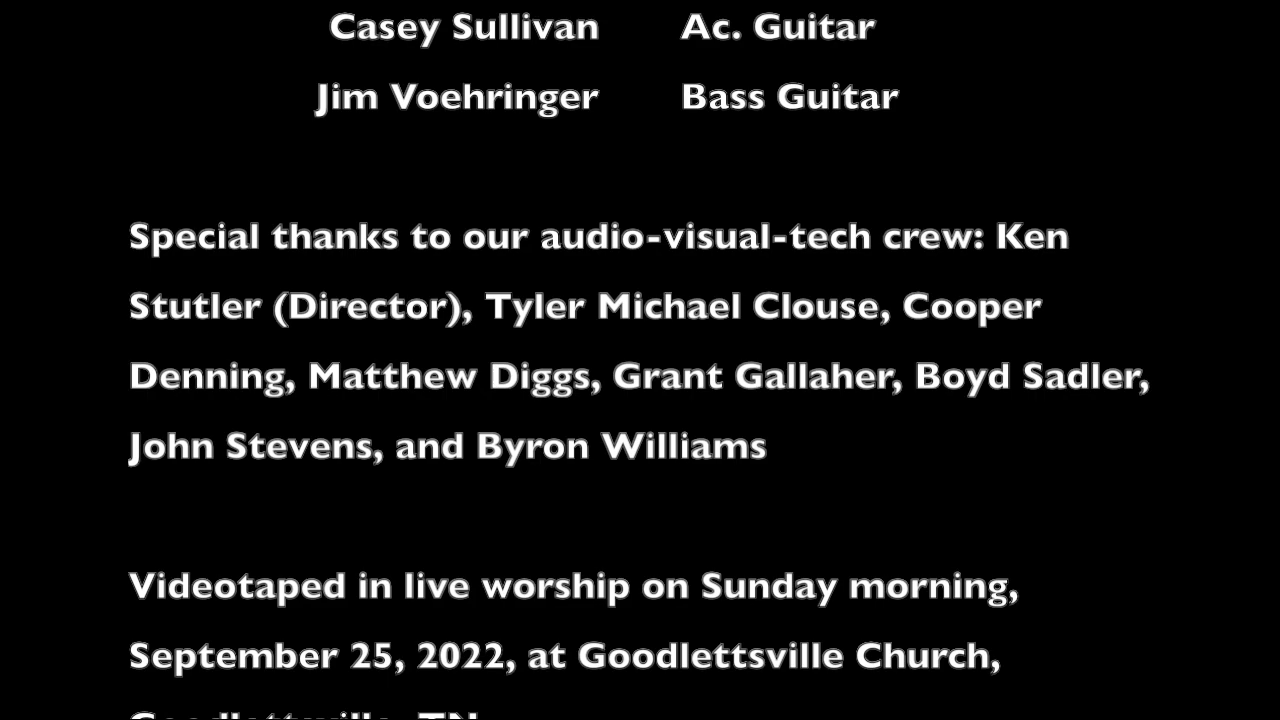 Casey Sullivan Ac. Guitar
Jim Voehringer Bass Guitar
Special thanks to our audio-visual-tech crew: Ken
Stutler (Director), Tyler Michael Clouse, Cooper
Denning, Matthew Diggs, Grant Gallaher, Boyd Sadler,
John Stevens, and Byron Williams
Videotaped in live worship on Sunday morning,
September 25, 2022, at Goodlettsville Church,
Goodlettsville, TN